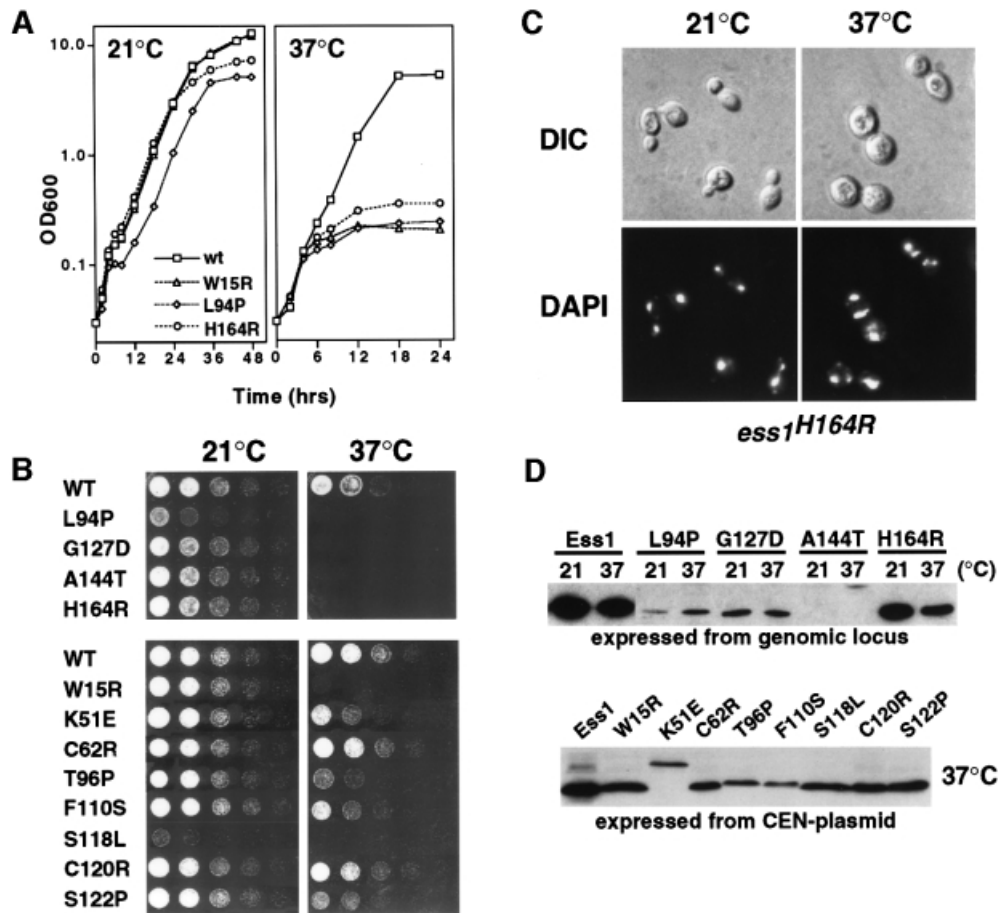 A
21°C
37°C
10.0
1.0
0.1
OD600
wt
W15R
L94P
H164R
0 12 24 36 48
0 6 12 18 24
Time (hrs)
B
21°C 37°C
WT
L94P
G127D
A144T
H164R
WT
W15R
K51E
C62R
T96P
F110S
S118L
C120R
S122P
C
21°C 37°C
DIC
DAPI
ess1H164R
D
Ess1 L94P G127D A144T H164R
21 37 21 37 21 37 21 37 21 37 (°C)
expressed from genomic locus
Ess1 W15R K51E C62R T96P F110S S118L C120R S122P
37°C
expressed from CEN-plasmid